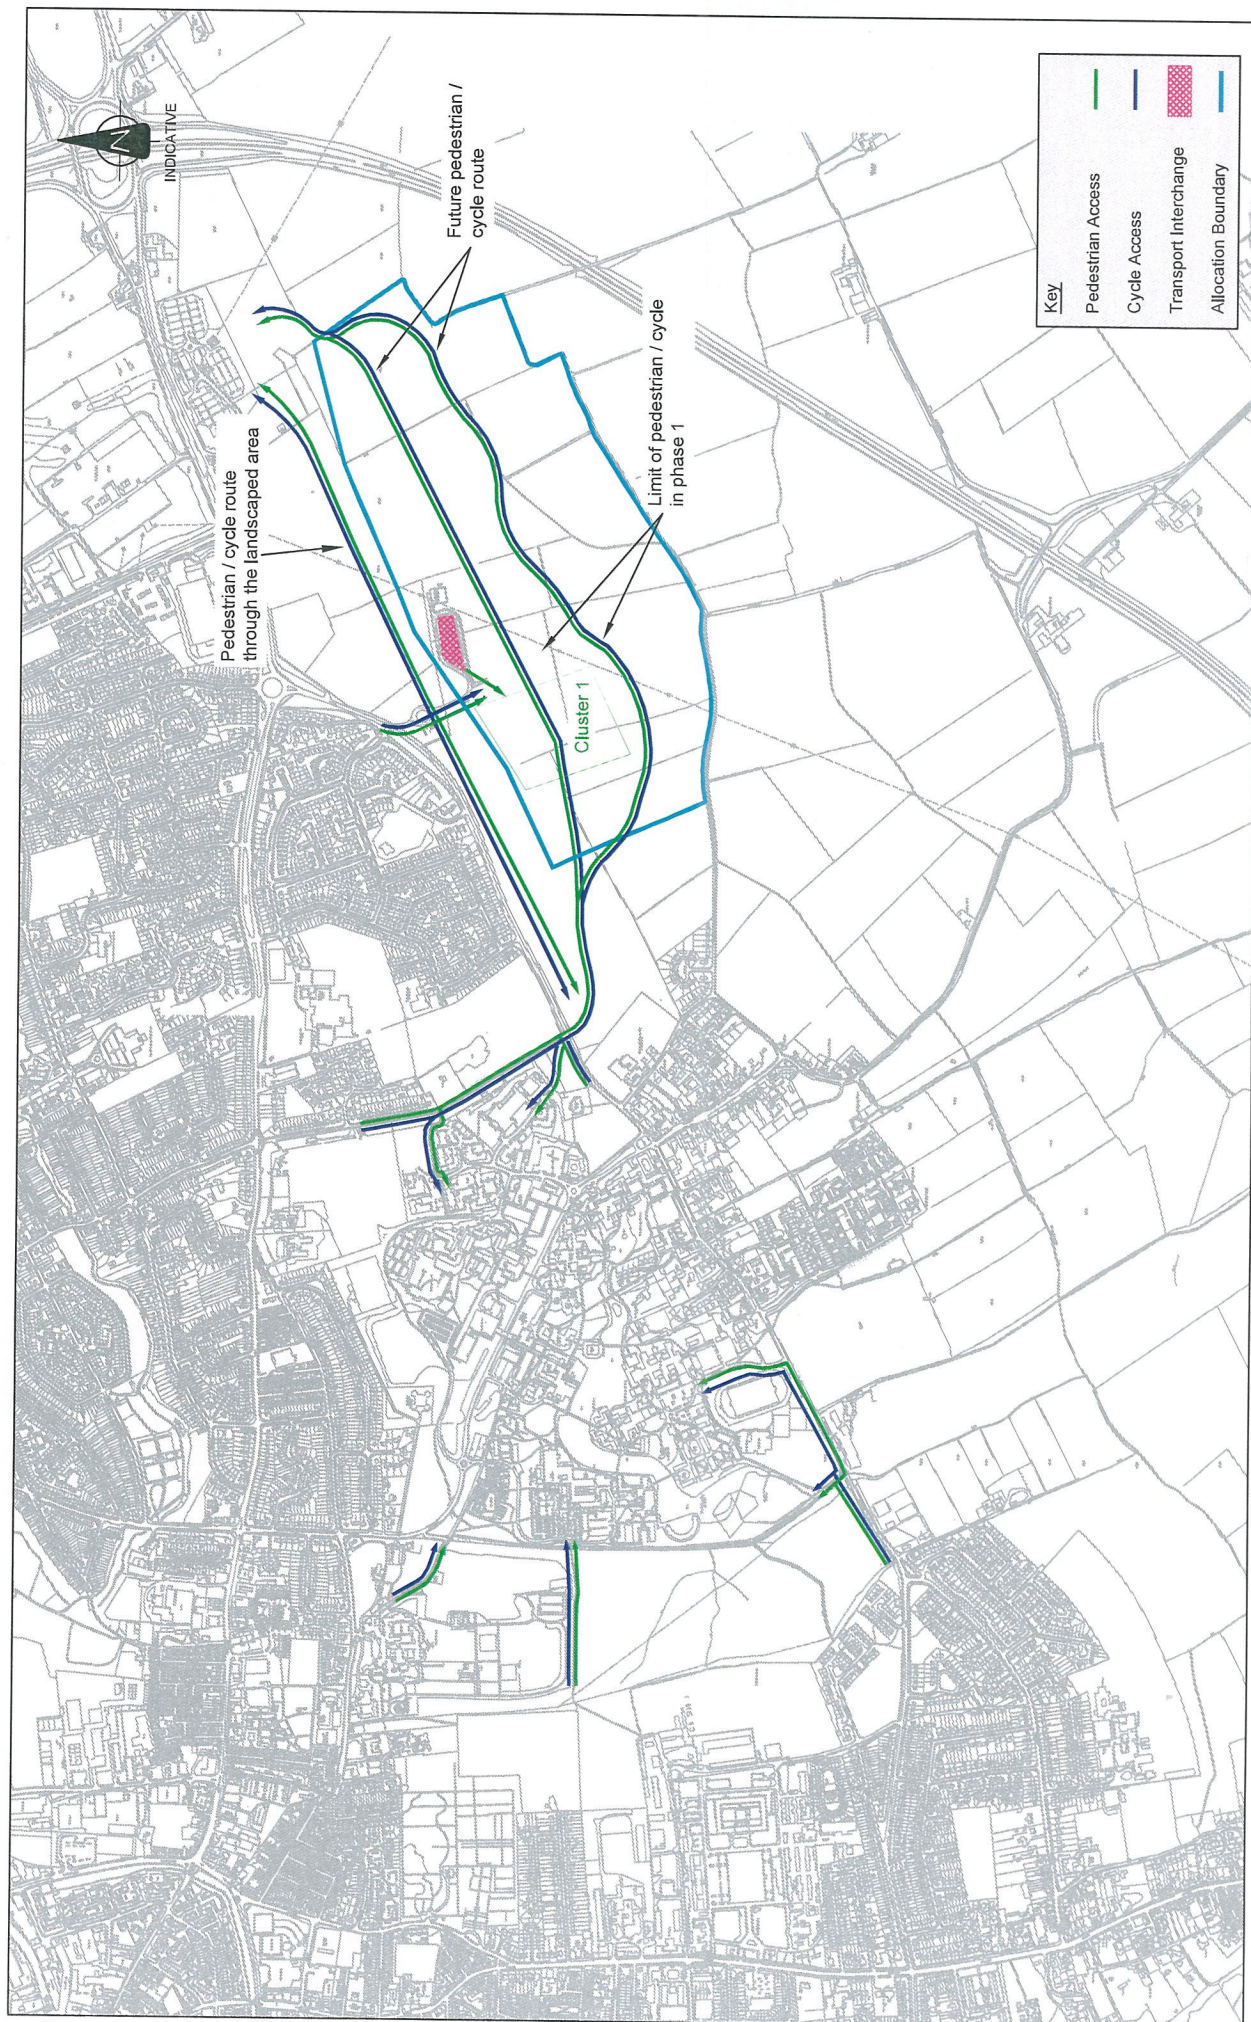 N
INDICATIVE
Future pedestrian /
cycle route
Pedestrian / cycle route
through the landscaped area
Limit of pedestrian / cycle
in phase 1
Cluster 1
Key
Pedestrian Access
Cycle Access
Transport Interchange
Allocation Boundary